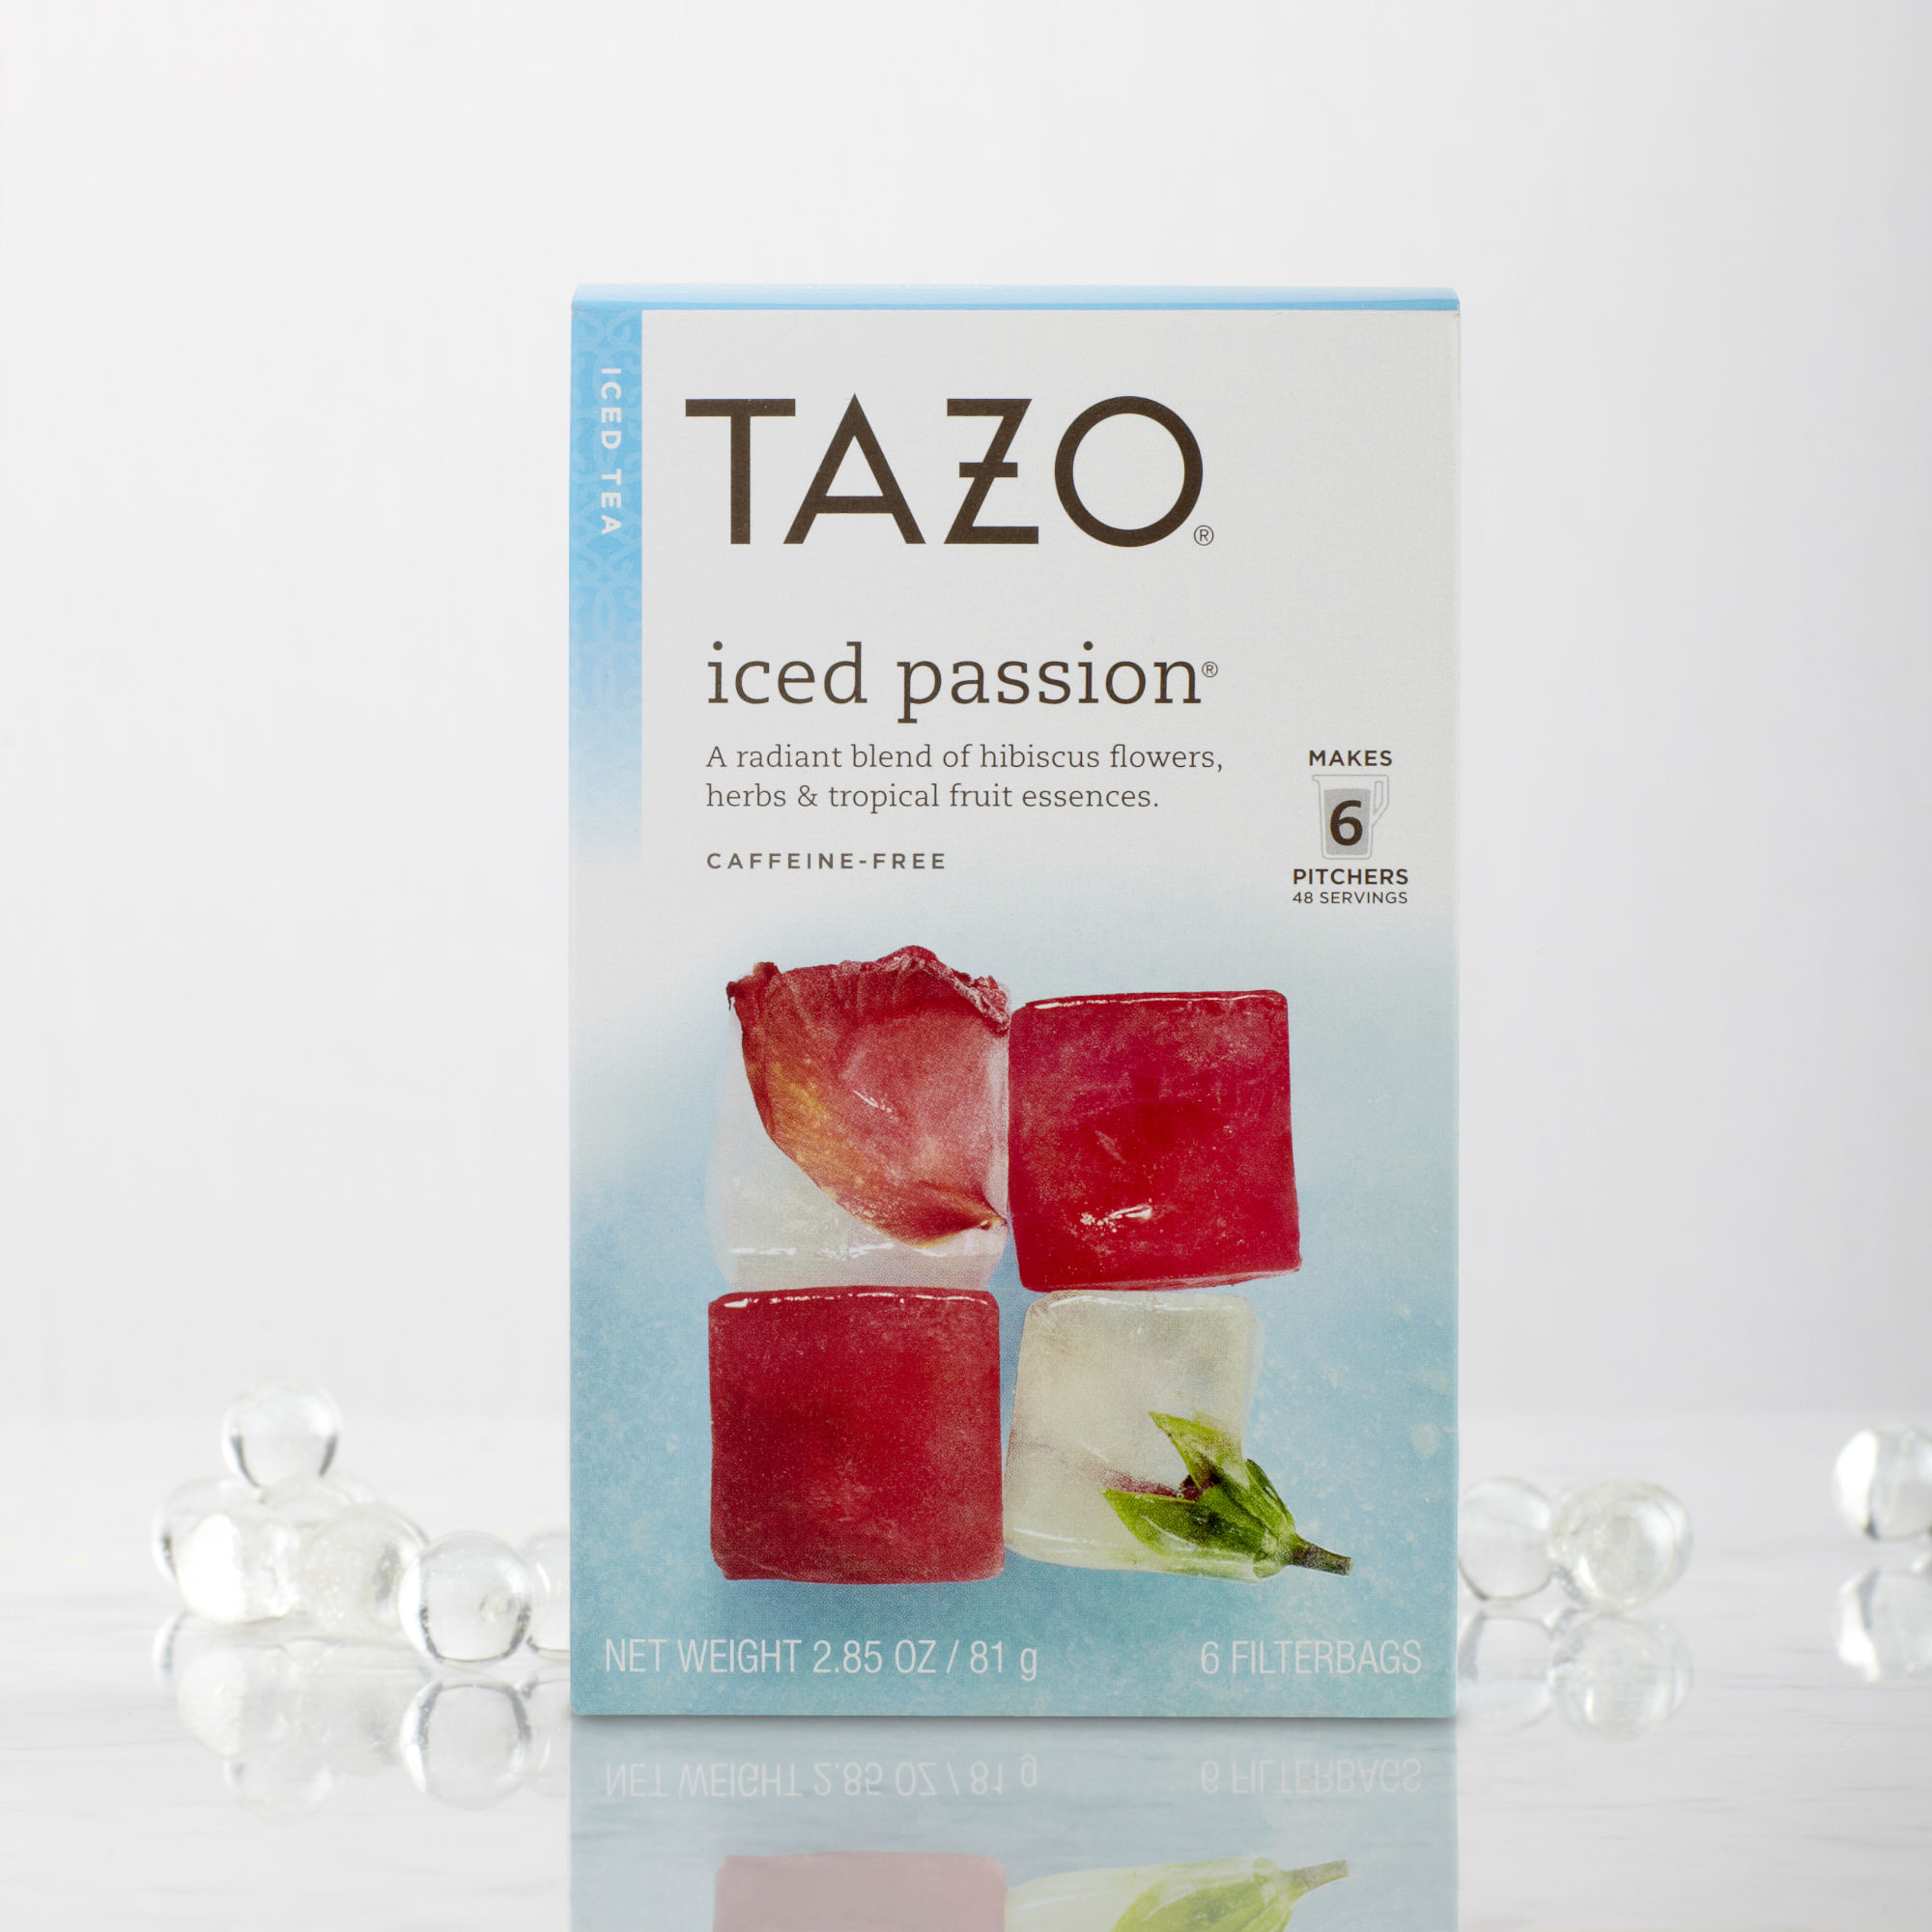 ICED TEA
TAZO®
iced passion®
A radiant blend of hibiscus flowers,
herbs & tropical fruit essences.
CAFFEINE-FREE
MAKES
6
PITCHERS
48 SERVINGS
NET WEIGHT 2.85 OZ / 81 g
6 FILTERBAGS